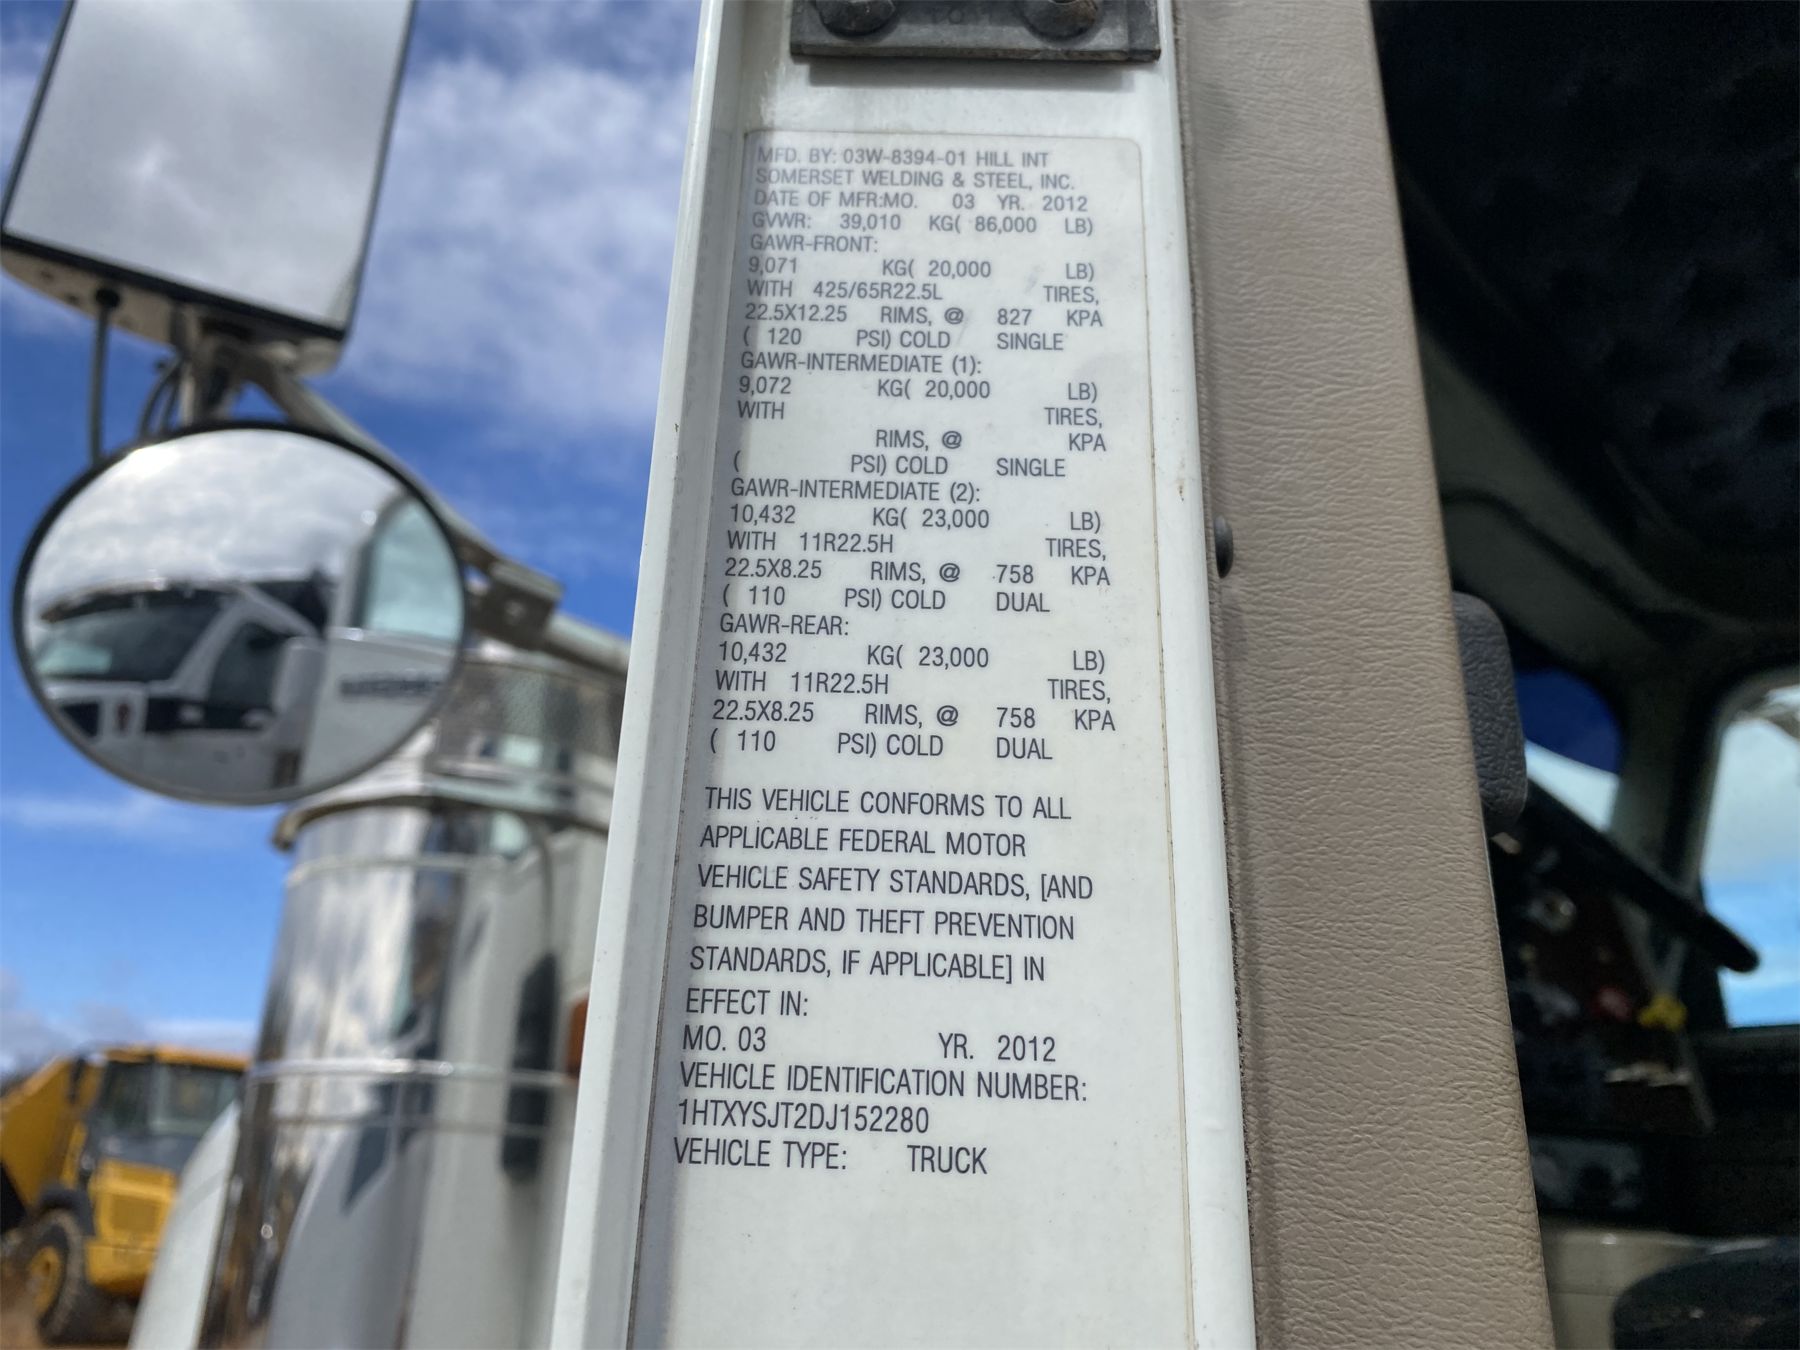 MFD. BY: 03W-8394-01 HILL INT
SOMERSET WELDING & STEEL, INC.
DATE OF MFR:MO. 03 YR. 2012
GVWR: 39,010 KG( 86,000 LB)
GAWR-FRONT:
9,071 KG( 20,000 LB)
WITH 425/65R22.5L TIRES,
22.5X12.25 RIMS, @ 827 KPA
( 120 PSI) COLD SINGLE
GAWR-INTERMEDIATE (1):
9,072 KG( 20,000 LB)
WITH TIRES,
RIMS, @ KPA
( PSI) COLD SINGLE
GAWR-INTERMEDIATE (2):
10,432 KG( 23,000 LB)
WITH 11R22.5H TIRES,
22.5X8.25 RIMS, @ 758 KPA
( 110 PSI) COLD DUAL
GAWR-REAR:
10,432 KG( 23,000 LB)
WITH 11R22.5H TIRES,
22.5X8.25 RIMS, @ 758 KPA
( 110 PSI) COLD DUAL
THIS VEHICLE CONFORMS TO ALL
APPLICABLE FEDERAL MOTOR
VEHICLE SAFETY STANDARDS, [AND
BUMPER AND THEFT PREVENTION
STANDARDS, IF APPLICABLE] IN
EFFECT IN:
MO. 03 YR. 2012
VEHICLE IDENTIFICATION NUMBER:
1HTXYSJT2DJ152280
VEHICLE TYPE: TRUCK